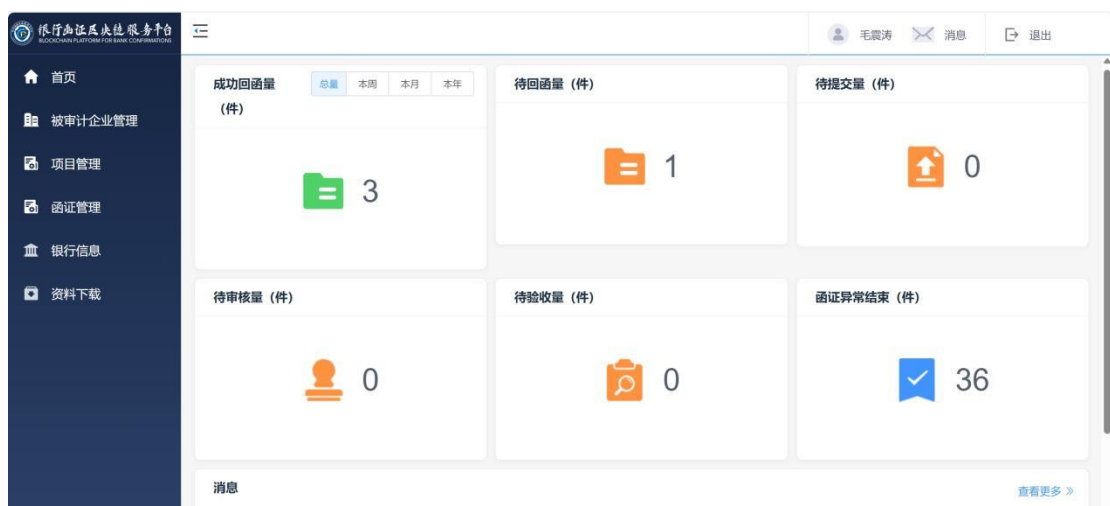 银行函证区块链服务平台
BLOCKCHAIN PLATFORM FOR BANK CONFIRMATIONS
毛震涛 消息 退出
首页
被审计企业管理
项目管理
函证管理
银行信息
资料下载
成功回函量（件）
总量 本周 本月 本年
3
待回函量（件）
1
待提交量（件）
0
待审核量（件）
0
待验收量（件）
0
函证异常结束（件）
36
消息
查看更多 》